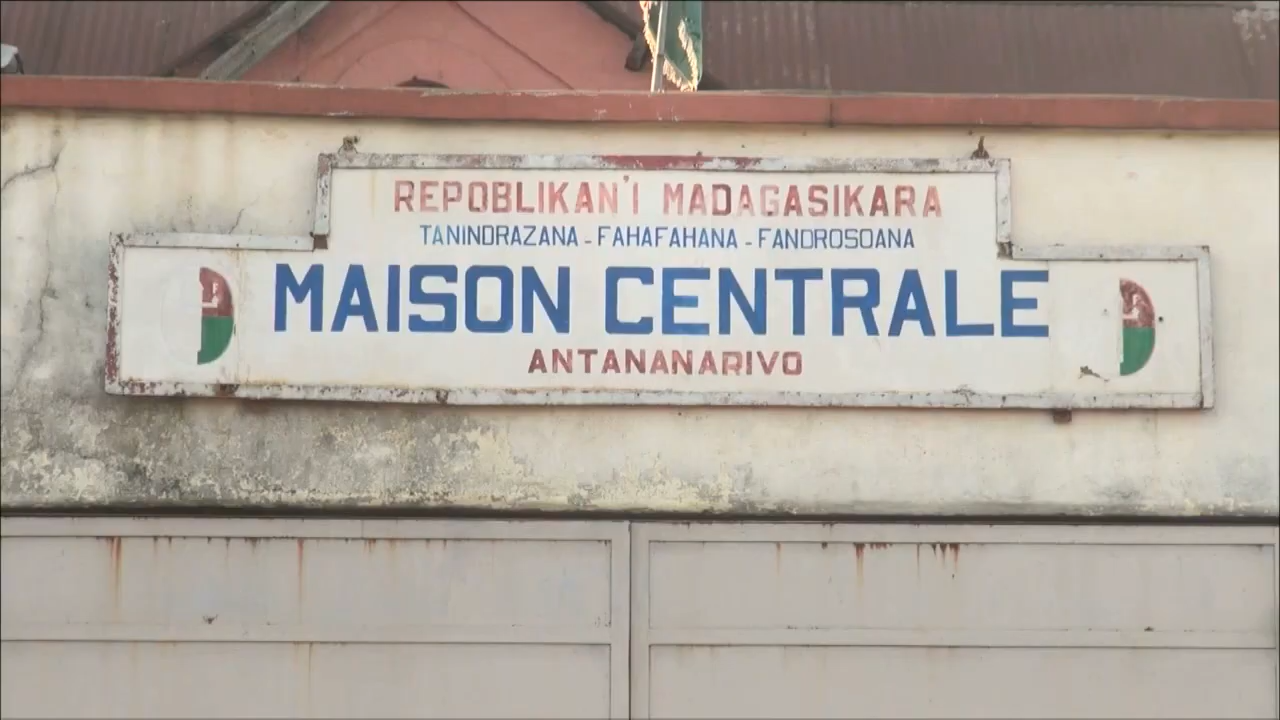 REPOBLIKAN'I MADAGASIKARA
TANINDRAZANA - FAHAFAHANA - FANDROSOANA
MAISON CENTRALE
ANTANANARIVO